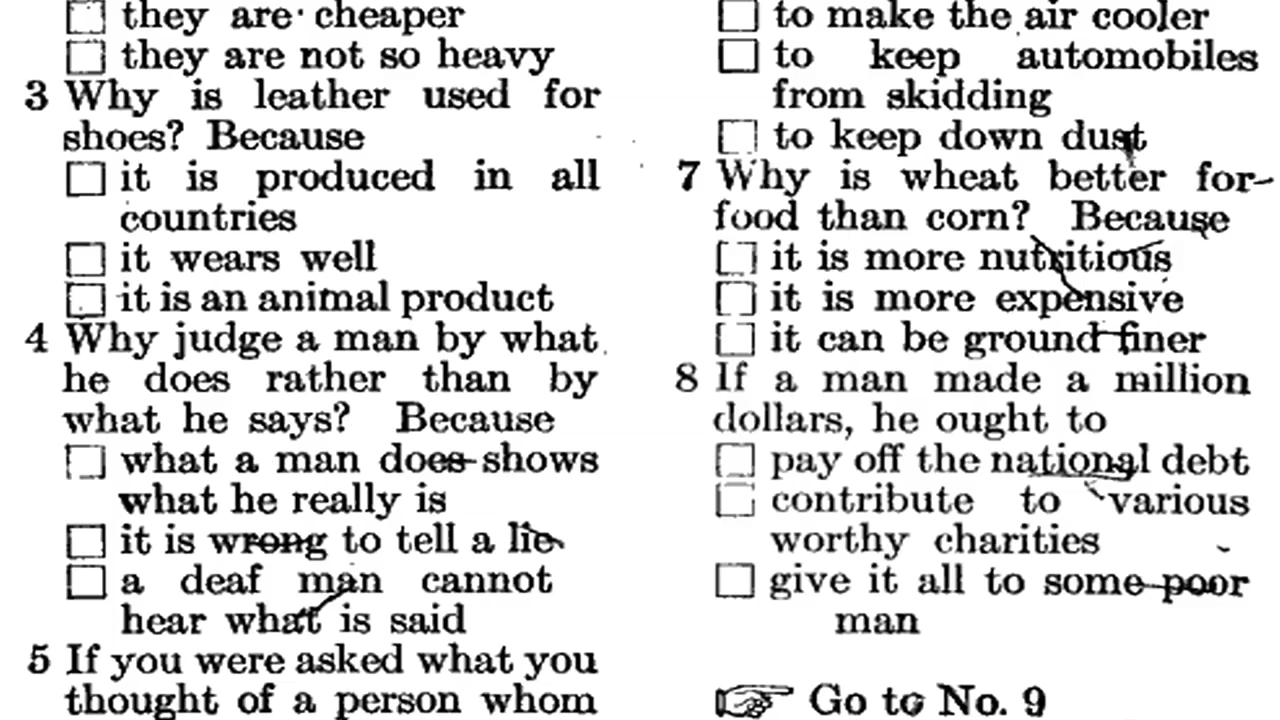 ☐ they are cheaper
☐ they are not so heavy
3 Why is leather used for
shoes? Because
☐ it is produced in all
countries
☐ it wears well
☐ it is an animal product
4 Why judge a man by what
he does rather than by
what he says? Because
☐ what a man does shows
what he really is
☐ it is wrong to tell a lie
☐ a deaf man cannot
hear what is said
5 If you were asked what you
thought of a person whom
☐ to make the air cooler
☐ to keep automobiles
from skidding
☐ to keep down dust
7 Why is wheat better for
food than corn? Because
☐ it is more nutritious
☐ it is more expensive
☐ it can be ground finer
8 If a man made a million
dollars, he ought to
☐ pay off the national debt
☐ contribute to various
worthy charities
☐ give it all to some poor
man
☞ Go to No. 9